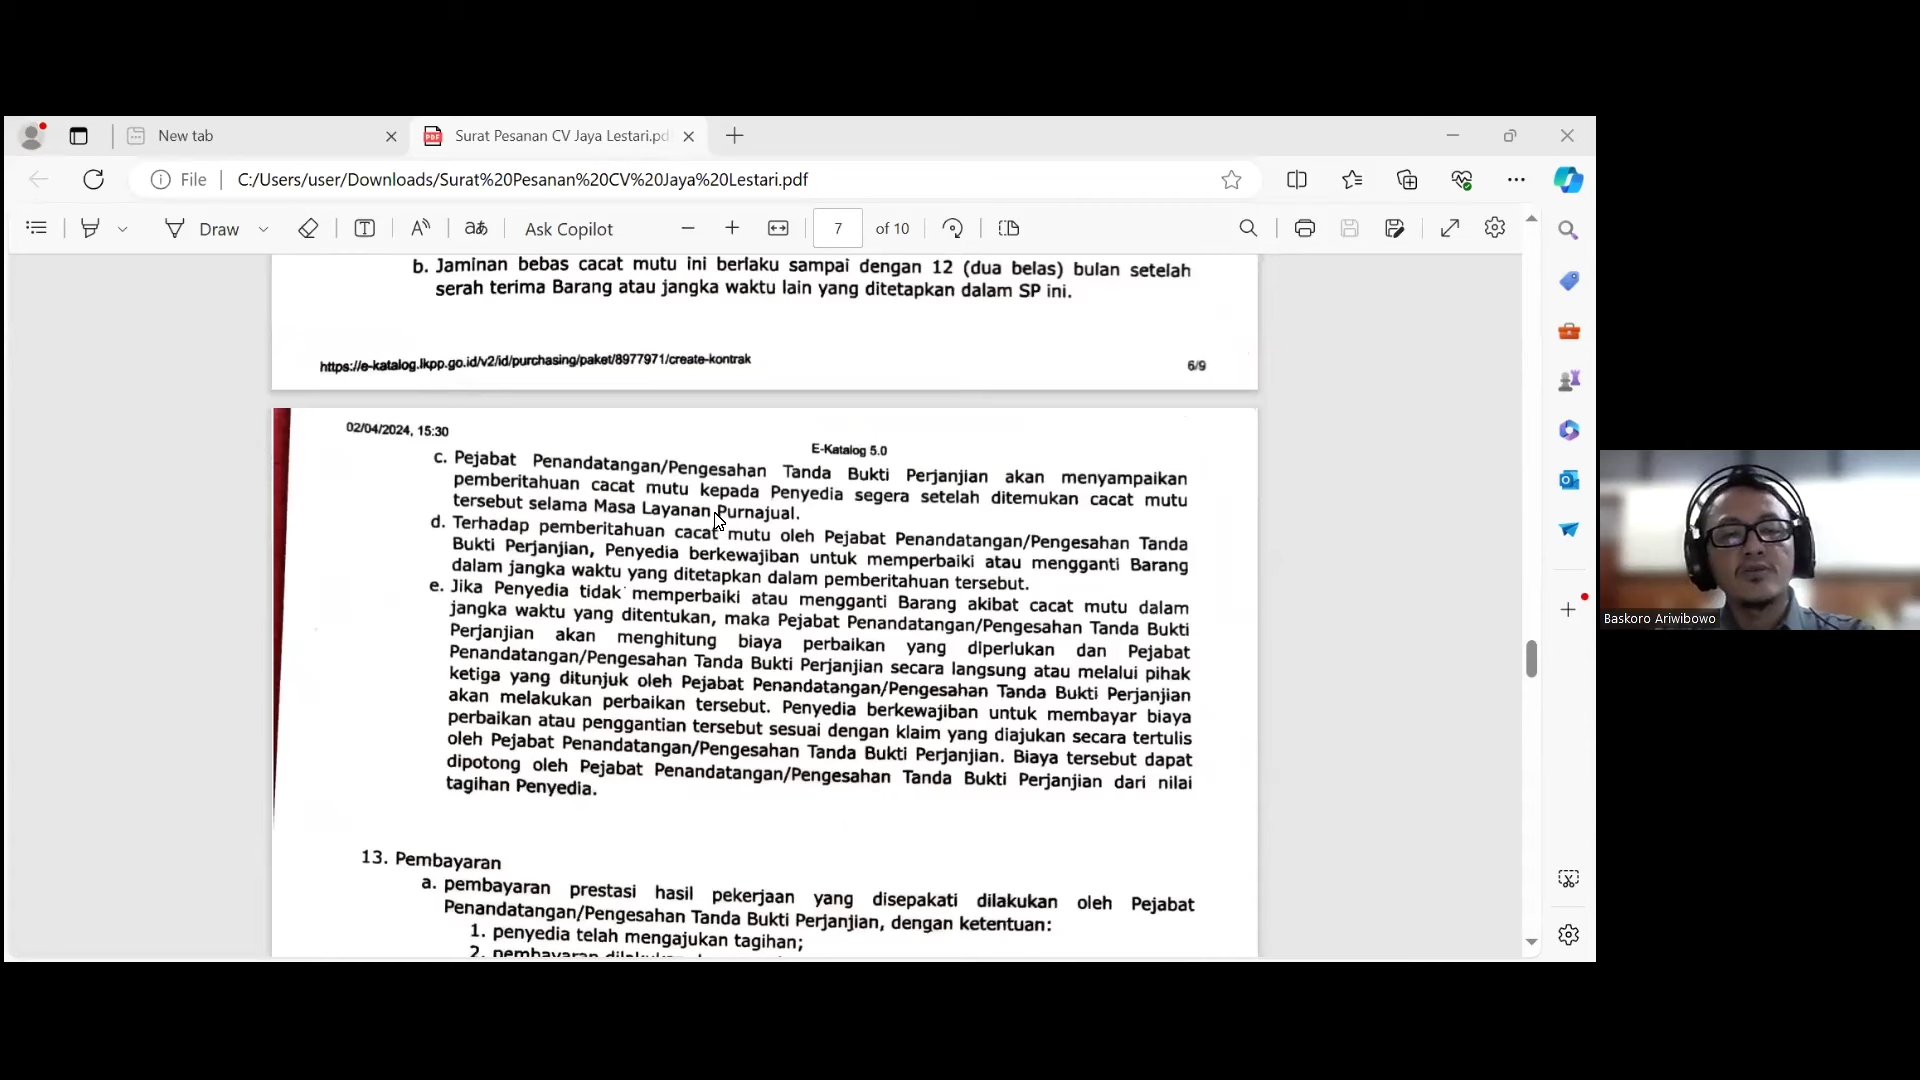 New tab
Surat Pesanan CV Jaya Lestari.pd
File
C:/Users/user/Downloads/Surat%20Pesanan%20CV%20Jaya%20Lestari.pdf
Draw
aあ
Ask Copilot
7
of 10
b. Jaminan bebas cacat mutu ini berlaku sampai dengan 12 (dua belas) bulan setelah
serah terima Barang atau jangka waktu lain yang ditetapkan dalam SP ini.
https://e-katalog.lkpp.go.id/v2/id/purchasing/paket/8977971/create-kontrak
6/9
02/04/2024, 15:30
E-Katalog 5.0
c. Pejabat Penandatangan/Pengesahan Tanda Bukti Perjanjian akan menyampaikan
pemberitahuan cacat mutu kepada Penyedia segera setelah ditemukan cacat mutu
tersebut selama Masa Layanan Purnajual.
d. Terhadap pemberitahuan cacat mutu oleh Pejabat Penandatangan/Pengesahan Tanda
Bukti Perjanjian, Penyedia berkewajiban untuk memperbaiki atau mengganti Barang
dalam jangka waktu yang ditetapkan dalam pemberitahuan tersebut.
e. Jika Penyedia tidak memperbaiki atau mengganti Barang akibat cacat mutu dalam
jangka waktu yang ditentukan, maka Pejabat Penandatangan/Pengesahan Tanda Bukti
Perjanjian akan menghitung biaya perbaikan yang diperlukan dan Pejabat
Penandatangan/Pengesahan Tanda Bukti Perjanjian secara langsung atau melalui pihak
ketiga yang ditunjuk oleh Pejabat Penandatangan/Pengesahan Tanda Bukti Perjanjian
akan melakukan perbaikan tersebut. Penyedia berkewajiban untuk membayar biaya
perbaikan atau penggantian tersebut sesuai dengan klaim yang diajukan secara tertulis
oleh Pejabat Penandatangan/Pengesahan Tanda Bukti Perjanjian. Biaya tersebut dapat
dipotong oleh Pejabat Penandatangan/Pengesahan Tanda Bukti Perjanjian dari nilai
tagihan Penyedia.
13. Pembayaran
a. pembayaran prestasi hasil pekerjaan yang disepakati dilakukan oleh Pejabat
Penandatangan/Pengesahan Tanda Bukti Perjanjian, dengan ketentuan:
1. penyedia telah mengajukan tagihan;
2. pembayaran
Baskoro Ariwibowo